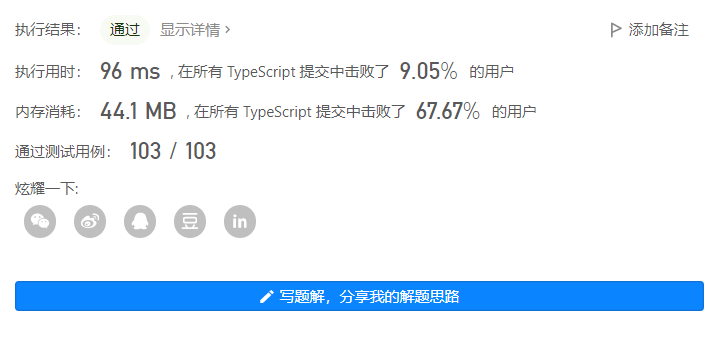 执行结果： 通过 显示详情 › 添加备注
执行用时： 96 ms , 在所有 TypeScript 提交中击败了 9.05% 的用户
内存消耗： 44.1 MB , 在所有 TypeScript 提交中击败了 67.67% 的用户
通过测试用例： 103 / 103
炫耀一下:
豆 in
写题解，分享我的解题思路